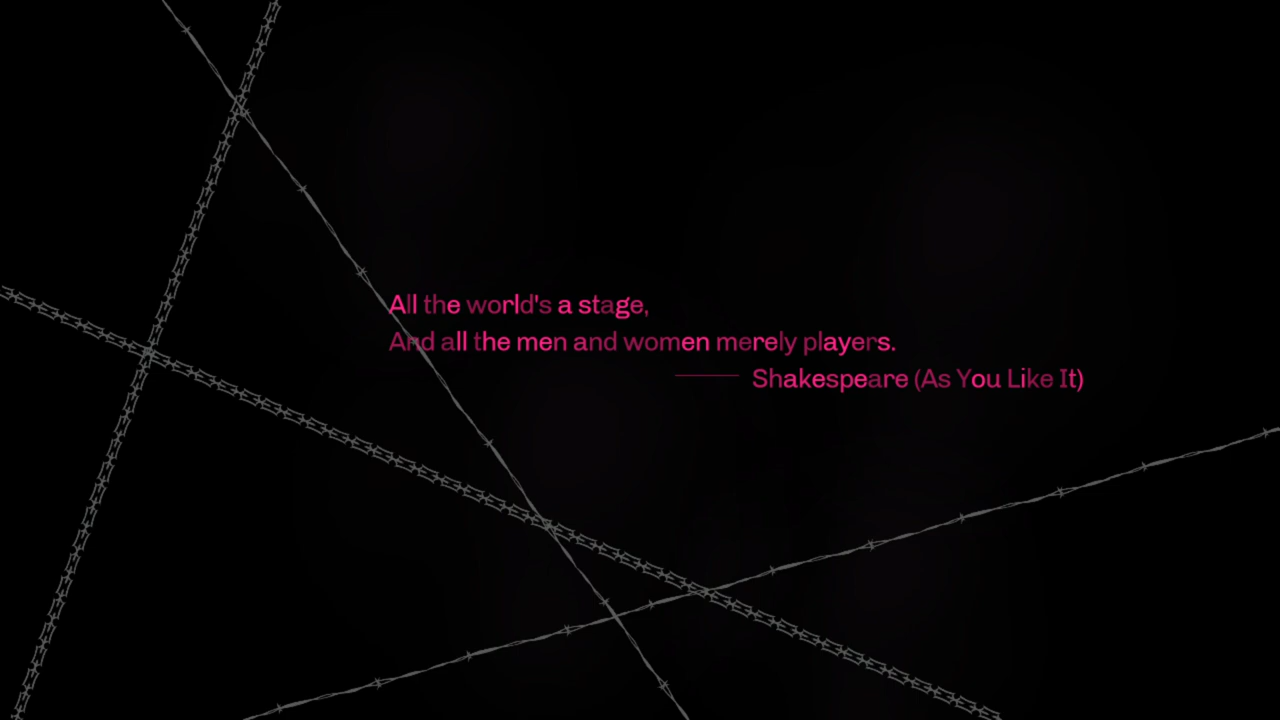 All the world's a stage,
And all the men and women merely players.
—— Shakespeare (As You Like It)